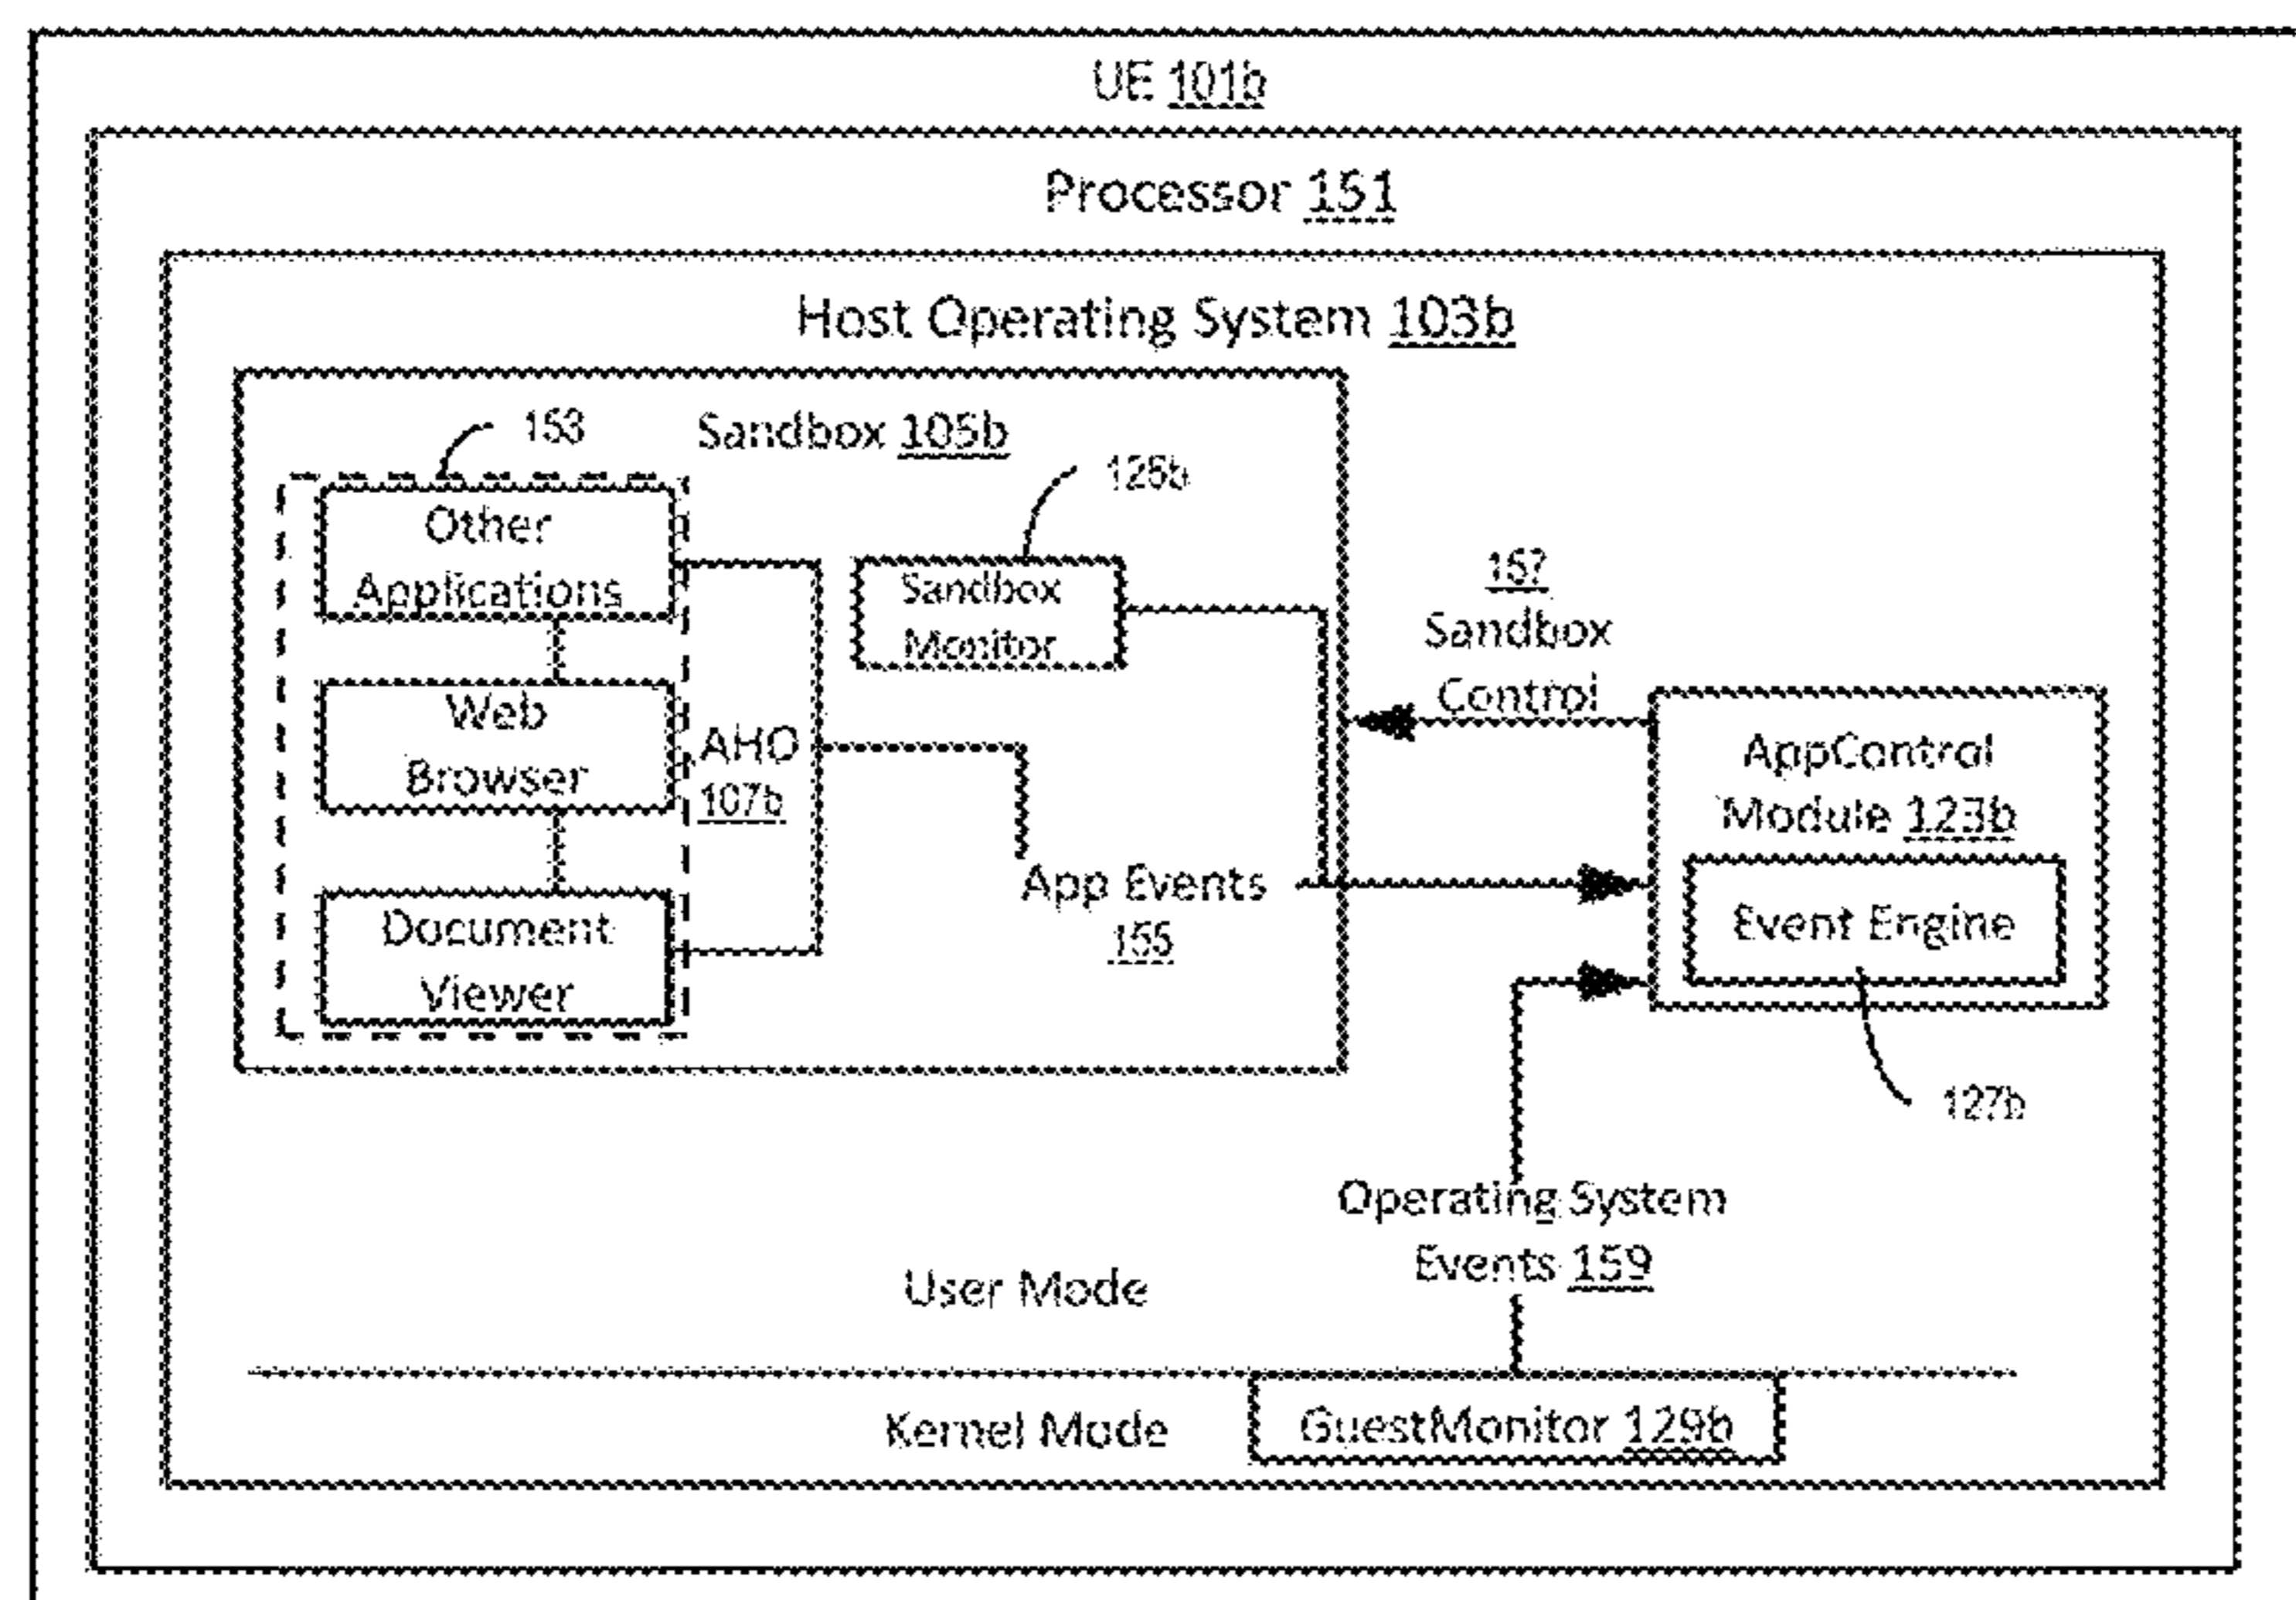 UE 101b
Processor 151
Host Operating System 103b
153
Sandbox 105b
Other
Applications
Sandbox
Monitor
Web
Browser
AHO
107b
Document
Viewer
App Events
155
Sandbox
Control
AppControl
Module 123b
Event Engine
127b
Operating System
Events 159
User Mode
Kernel Mode
GuestMonitor 129b